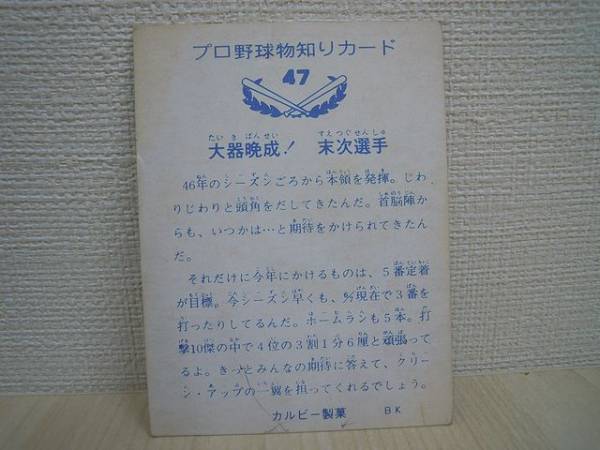 プロ野球物知りカード
47
大器晩成! 末次選手
46年のシーズンごろから本領を発揮。じわ
りじわりと頭角をだしてきたんだ。首脳陣か
らも、いつかは…と期待をかけられてきたん
だ。
それだけに今年にかけるものは、5番定着
が目標。今シーズン早くも、現在で3番を
打ったりしてるんだ。ホームランも5本。打
撃10傑の中で4位の3割1分6厘と頑張って
るよ。きっとみんなの期待に答えて、クリー
ン・アップの一翼を担ってくれるでしょう。
カルビー製菓 BK